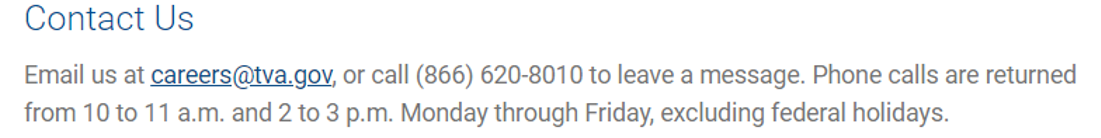 Contact Us
Email us at careers@tva.gov, or call (866) 620-8010 to leave a message. Phone calls are returned
from 10 to 11 a.m. and 2 to 3 p.m. Monday through Friday, excluding federal holidays.